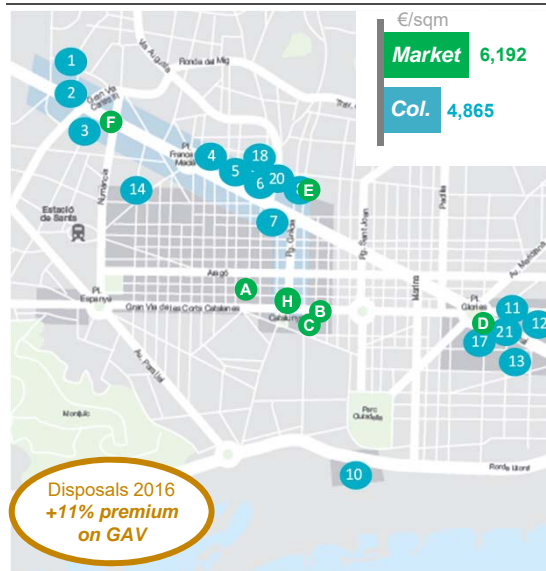 €/sqm
Market 6,192
Col. 4,865
1
2
3
F
Via Augusta
Ronda del Mig
Gran Via
Carles III
Pl.
Francesc
Macià
4
5
18
6
20
E
7
14
Numància
Estació
de Sants
Pg. Gràcia
Pg. Sant Joan
Padilla
Marina
Av. Meridiana
Aragó
A
H
B
C
Pl.
Espanya
Gran Via de les Corts Catalanes
Catalunya
Pl.
Glòries
D
11
12
17
21
13
Av. Paral·lel
Montjuïc
Parc
Ciutadella
10
Ronda Litoral
Disposals 2016
+11% premium
on GAV